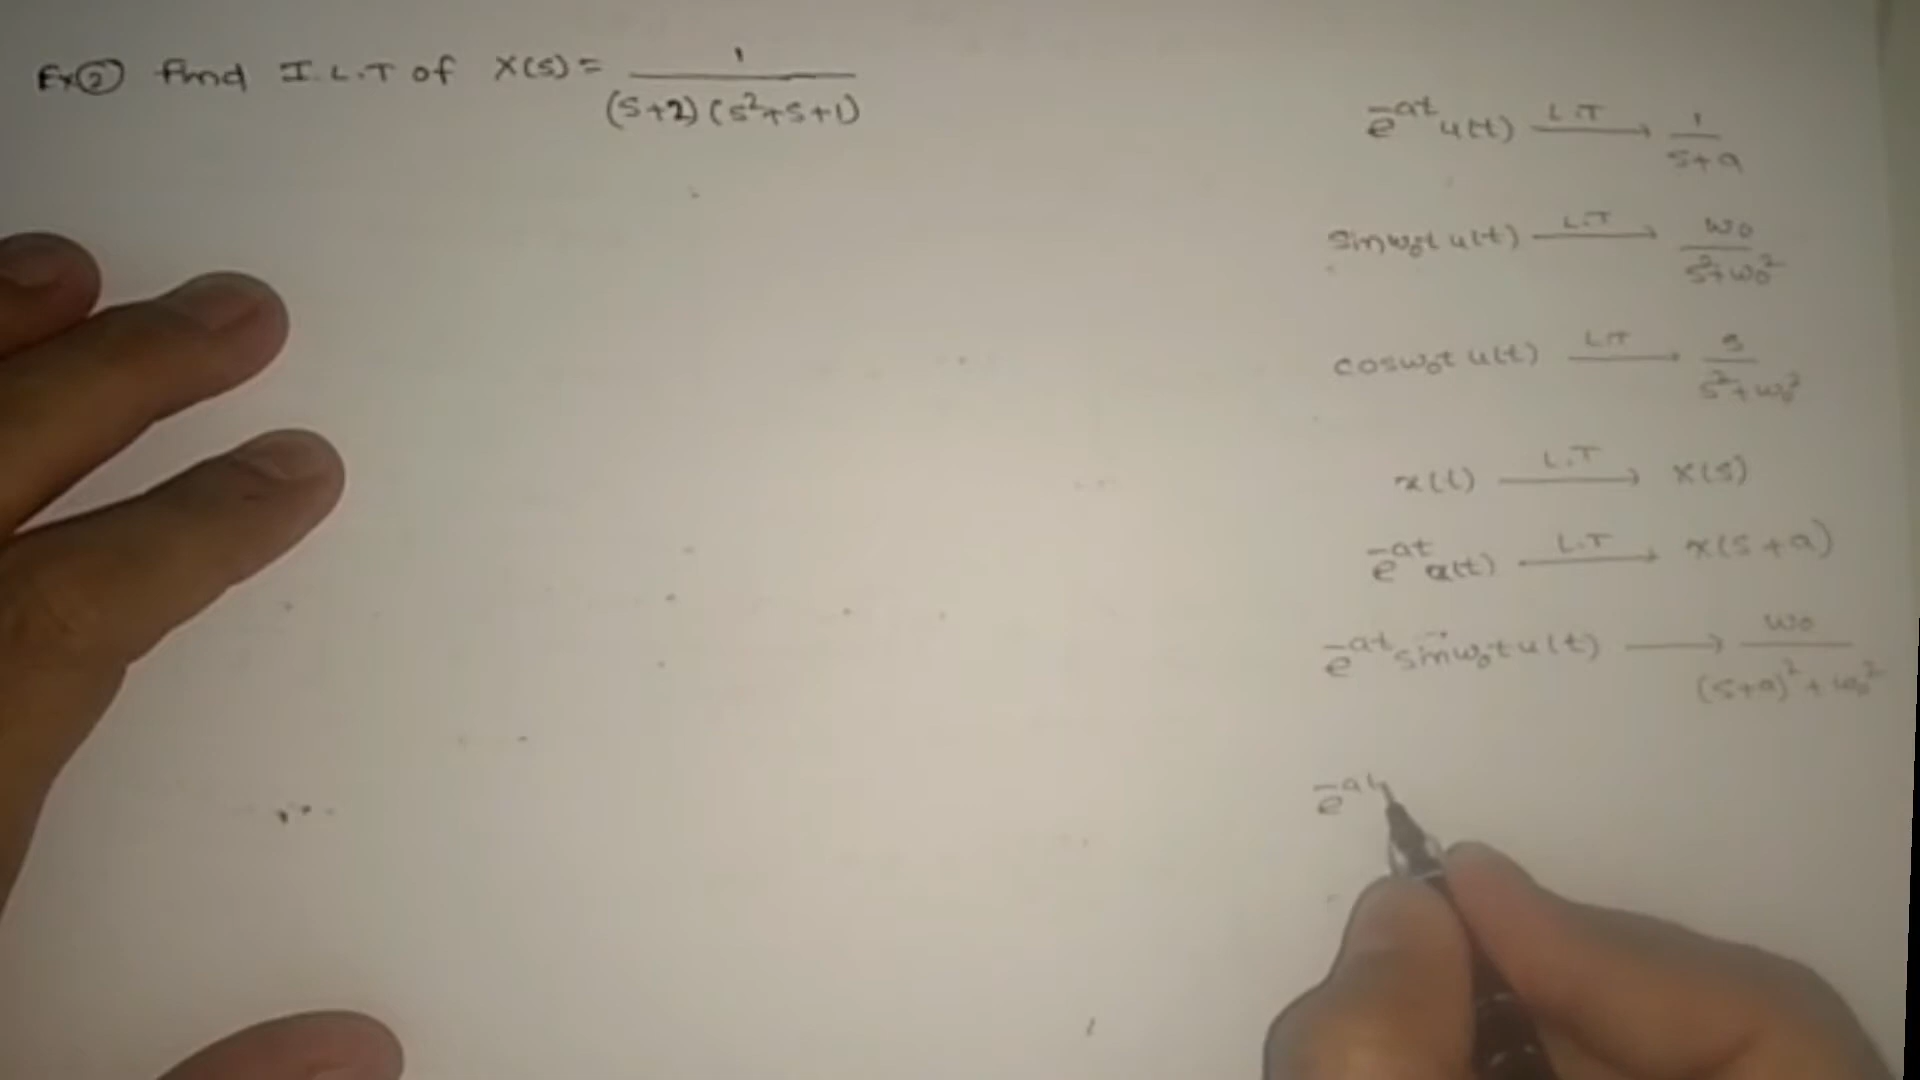 Ex② Find I.L.T of X(s) = 1 / (s+2)(s²+s+1)
e^-at u(t) L.T → 1 / s+a
sinω₀t u(t) L.T → ω₀ / s²+ω₀²
cosω₀t u(t) L.T → s / s²+ω₀²
x(t) L.T → X(s)
e^-at x(t) L.T → X(s+a)
e^-at sinω₀t u(t) → ω₀ / (s+a)²+ω₀²
e^-at